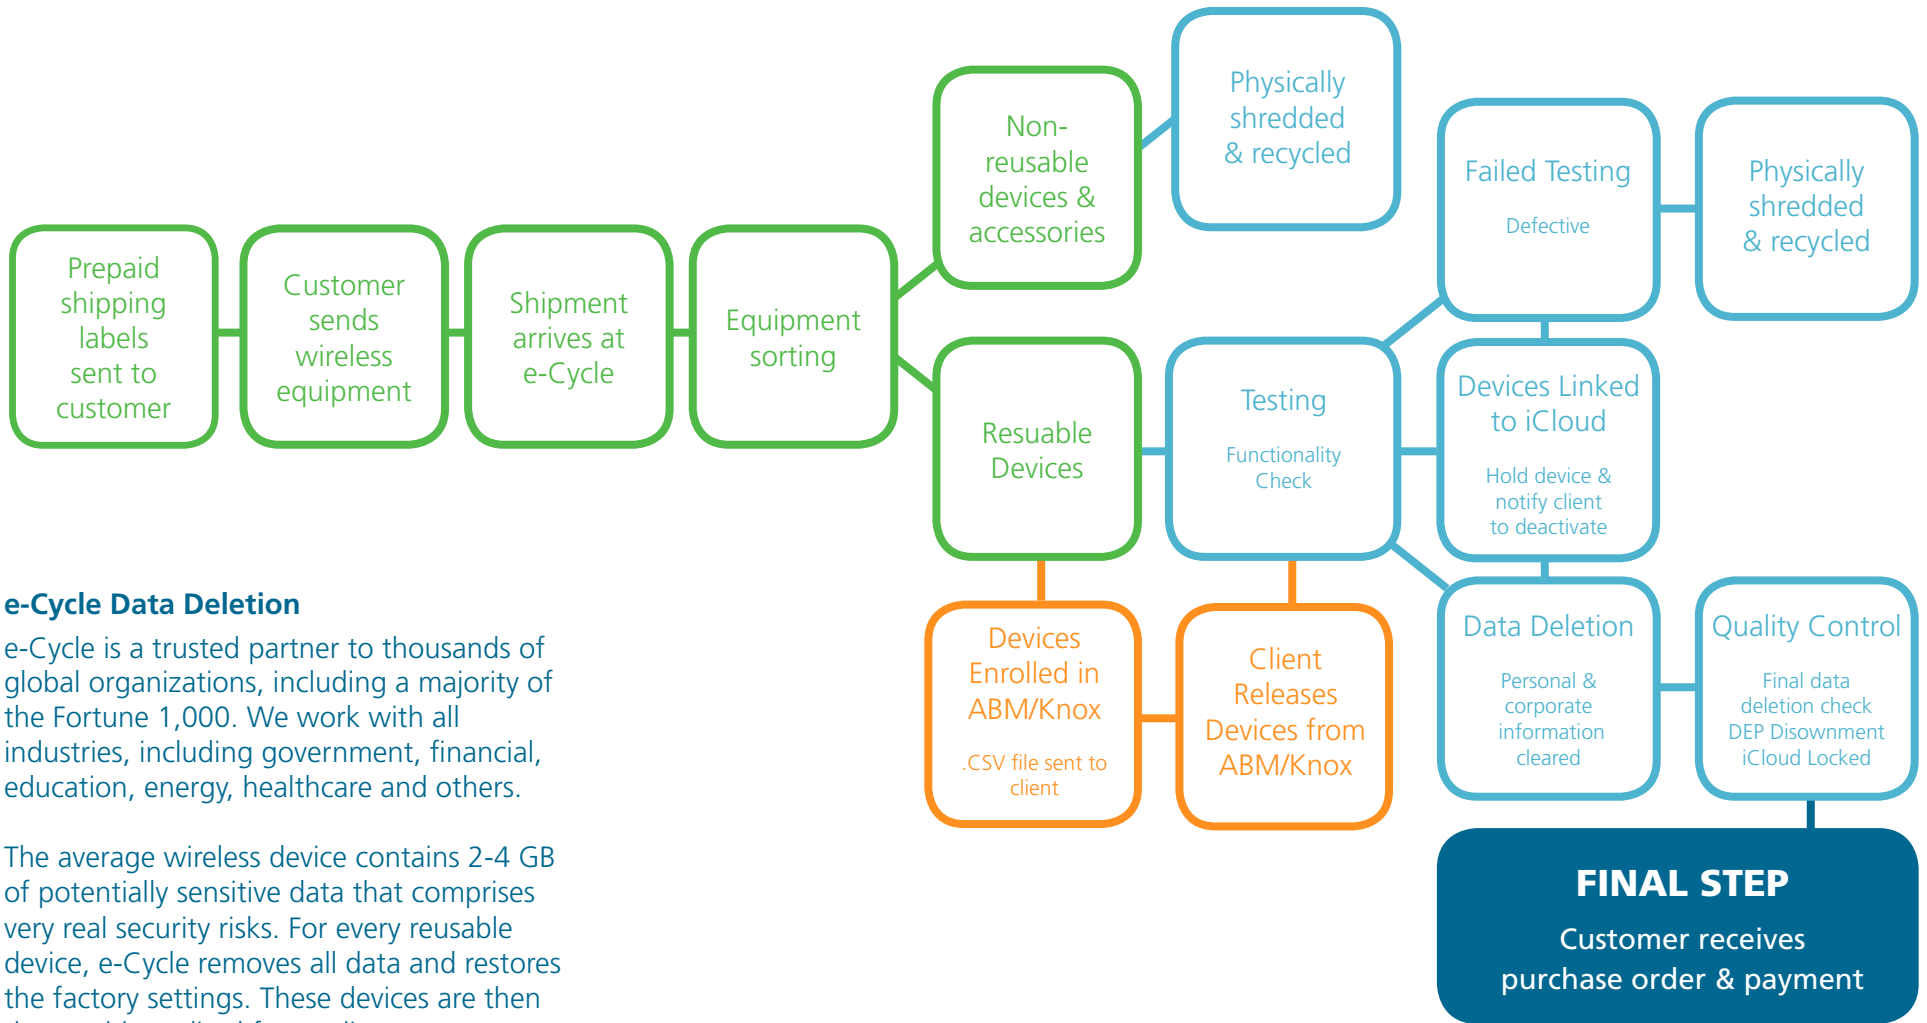 Prepaid
shipping
labels
sent to
customer
Customer
sends
wireless
equipment
Shipment
arrives at
e-Cycle
Equipment
sorting
Non-
reusable
devices &
accessories
Physically
shredded
& recycled
Resuable
Devices
Testing
Functionality
Check
Failed Testing
Defective
Physically
shredded
& recycled
Devices Linked
to iCloud
Hold device &
notify client
to deactivate
Devices
Enrolled in
ABM/Knox
.CSV file sent to
client
Client
Releases
Devices from
ABM/Knox
Data Deletion
Personal &
corporate
information
cleared
Quality Control
Final data
deletion check
DEP Disownment
iCloud Locked
FINAL STEP
Customer receives
purchase order & payment
e-Cycle Data Deletion
e-Cycle is a trusted partner to thousands of
global organizations, including a majority of
the Fortune 1,000. We work with all
industries, including government, financial,
education, energy, healthcare and others.
The average wireless device contains 2-4 GB
of potentially sensitive data that comprises
very real security risks. For every reusable
device, e-Cycle removes all data and restores
the factory settings. These devices are then